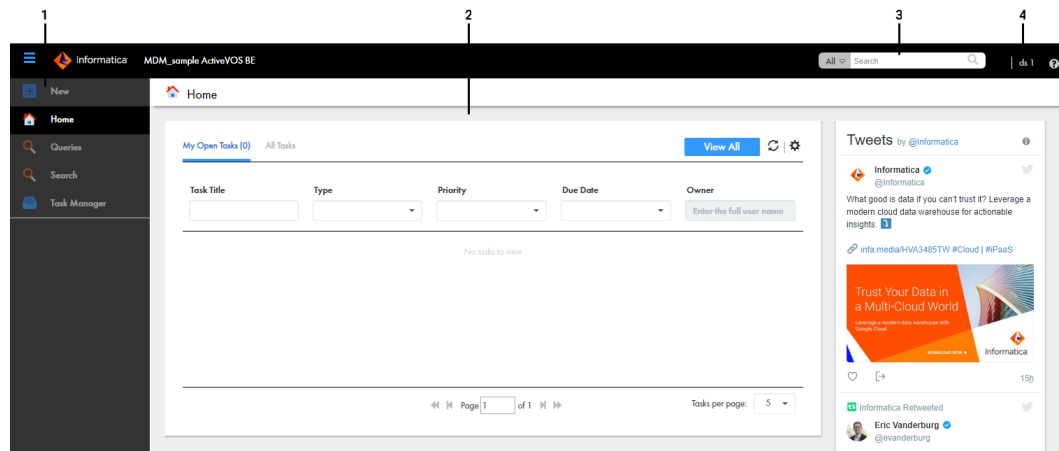 1 2 3 4
Informatica MDM_sample ActiveVOS BE All Search ds 1 ?
New
Home
Queries
Search
Task Manager
Home
My Open Tasks (0) All Tasks View All
Task Title Type Priority Due Date Owner
Enter the full user name
No tasks to view
Page 1 of 1 Tasks per page: 5
Tweets by @Informatica
Informatica
@Informatica
What good is data if you can't trust it? Leverage a
modern cloud data warehouse for actionable
insights.
infa.media/HVA3485TW #Cloud | #iPaaS
Trust Your Data in
a Multi-Cloud World
Leverage a modern data warehouse with
Google Cloud
DOWNLOAD NOW
Informatica
15h
Informatica Retweeted
Eric Vanderburg
@evanderburg